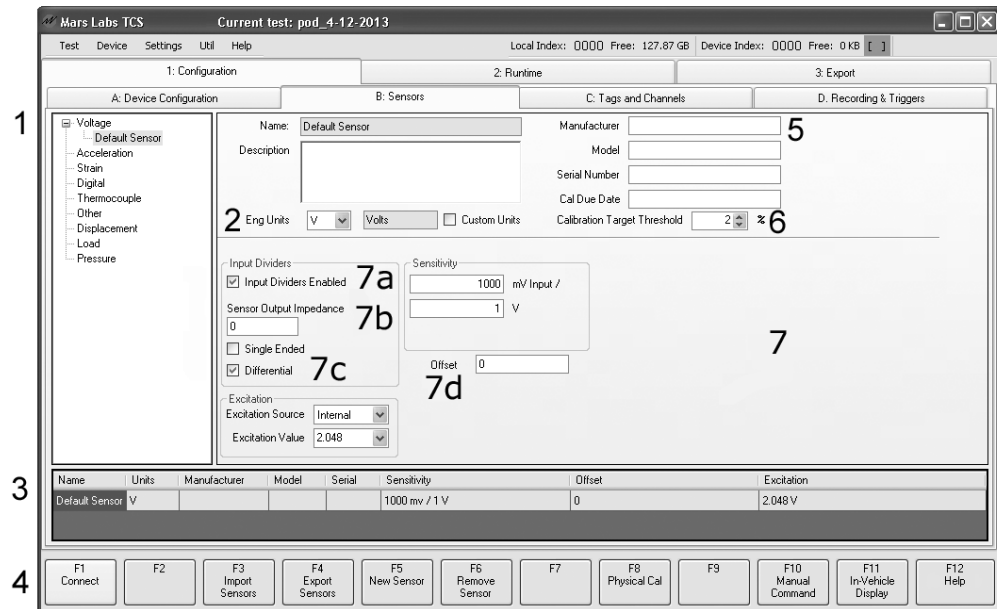 Mars Labs TCS Current test: pod_4-12-2013
Test Device Settings Util Help Local Index: 0000 Free: 127.87 GB Device Index: 0000 Free: 0 KB [ ]
1: Configuration 2: Runtime 3: Export
A: Device Configuration B: Sensors C: Tags and Channels D. Recording & Triggers
1
Voltage
Default Sensor
Acceleration
Strain
Digital
Thermocouple
Other
Displacement
Load
Pressure
Name: Default Sensor
Description
2 Eng Units V Volts Custom Units
Manufacturer 5
Model
Serial Number
Cal Due Date
Calibration Target Threshold 2 % 6
Input Dividers
Input Dividers Enabled 7a
Sensor Output Impedance 7b
0
Single Ended
Differential 7c
Sensitivity
1000 mV Input /
1 V
Offset 0
7d
7
Excitation
Excitation Source Internal
Excitation Value 2.048
3
Name Units Manufacturer Model Serial Sensitivity Offset Excitation
Default Sensor V 1000 mv / 1 V 0 2.048 V
4
F1 Connect
F2
F3 Import Sensors
F4 Export Sensors
F5 New Sensor
F6 Remove Sensor
F7
F8 Physical Cal
F9
F10 Manual Command
F11 In-Vehicle Display
F12 Help